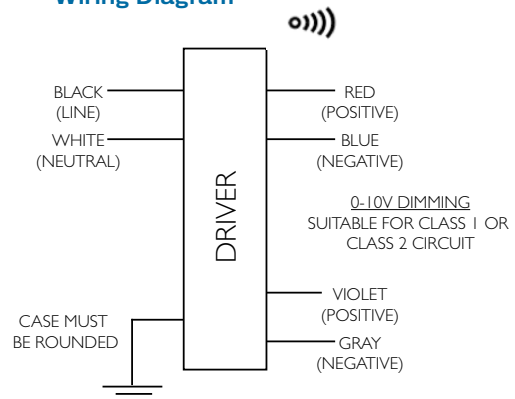 Wiring Diagram
BLACK
(LINE)
WHITE
(NEUTRAL)
CASE MUST
BE ROUNDED
DRIVER
RED
(POSITIVE)
BLUE
(NEGATIVE)
0-10V DIMMING
SUITABLE FOR CLASS 1 OR
CLASS 2 CIRCUIT
VIOLET
(POSITIVE)
GRAY
(NEGATIVE)